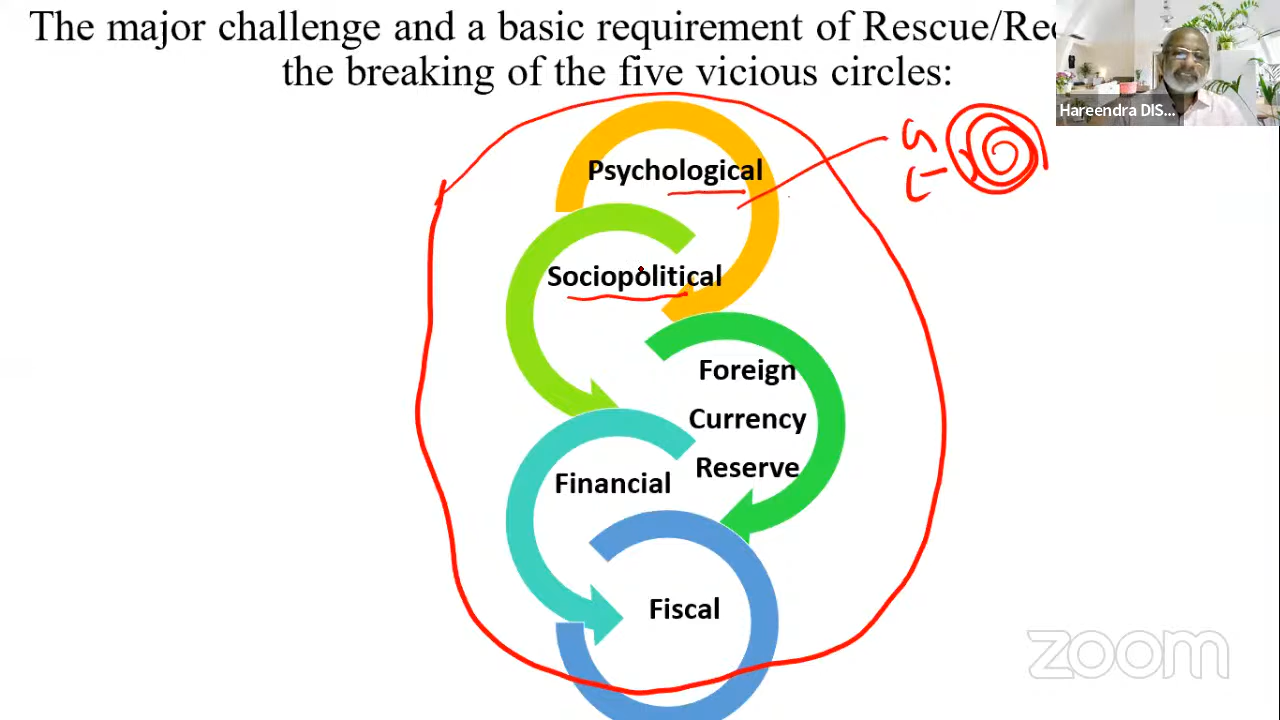 The major challenge and a basic requirement of Rescue/Rec
the breaking of the five vicious circles:
Hareendra DIS...
Psychological
Sociopolitical
Foreign
Currency
Reserve
Financial
Fiscal
zoom